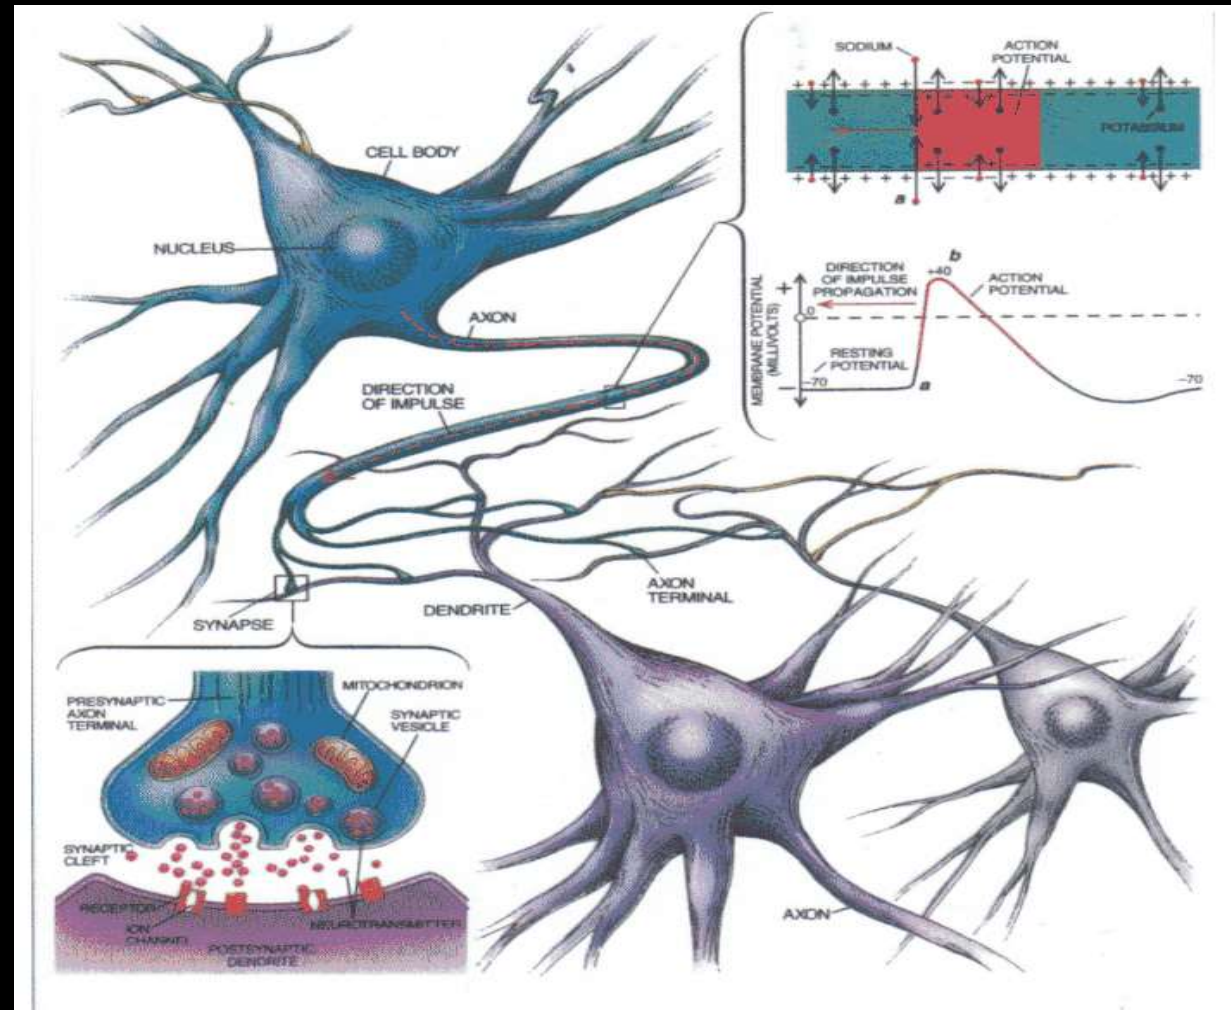 SODIUM
ACTION
POTENTIAL
POTASSIUM
a
CELL BODY
NUCLEUS
AXON
DIRECTION
OF IMPULSE
b
DIRECTION
OF IMPULSE
PROPAGATION
+40
ACTION
POTENTIAL
MEMBRANE POTENTIAL
(MILLIVOLTS)
+
0
RESTING
POTENTIAL
−
−70
a
−70
AXON
TERMINAL
DENDRITE
SYNAPSE
PRESYNAPTIC
AXON
TERMINAL
MITOCHONDRION
SYNAPTIC
VESICLE
SYNAPTIC
CLEFT
RECEPTOR
ION
CHANNEL
NEUROTRANSMITTER
POSTSYNAPTIC
DENDRITE
AXON